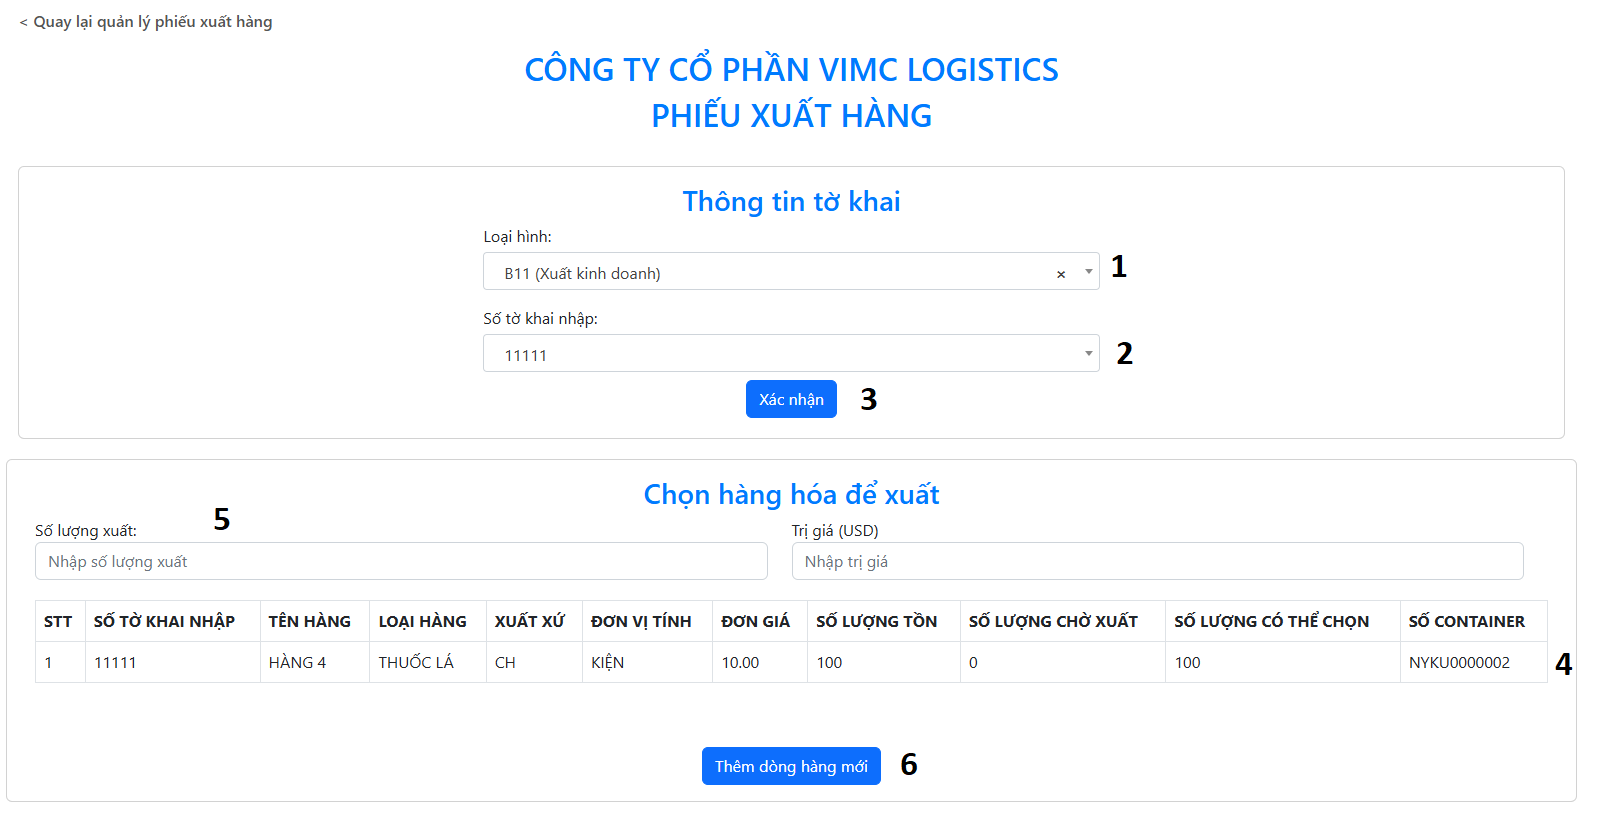 < Quay lại quản lý phiếu xuất hàng
CÔNG TY CỔ PHẦN VIMC LOGISTICS
PHIẾU XUẤT HÀNG
Thông tin tờ khai
Loại hình:
B11 (Xuất kinh doanh) × 1
Số tờ khai nhập:
11111 2
Xác nhận 3
Chọn hàng hóa để xuất
Số lượng xuất: 5 Trị giá (USD)
Nhập số lượng xuất Nhập trị giá
STT SỐ TỜ KHAI NHẬP TÊN HÀNG LOẠI HÀNG XUẤT XỨ ĐƠN VỊ TÍNH ĐƠN GIÁ SỐ LƯỢNG TỒN SỐ LƯỢNG CHỜ XUẤT SỐ LƯỢNG CÓ THỂ CHỌN SỐ CONTAINER
1 11111 HÀNG 4 THUỐC LÁ CH KIỆN 10.00 100 0 100 NYKU0000002 4
Thêm dòng hàng mới 6